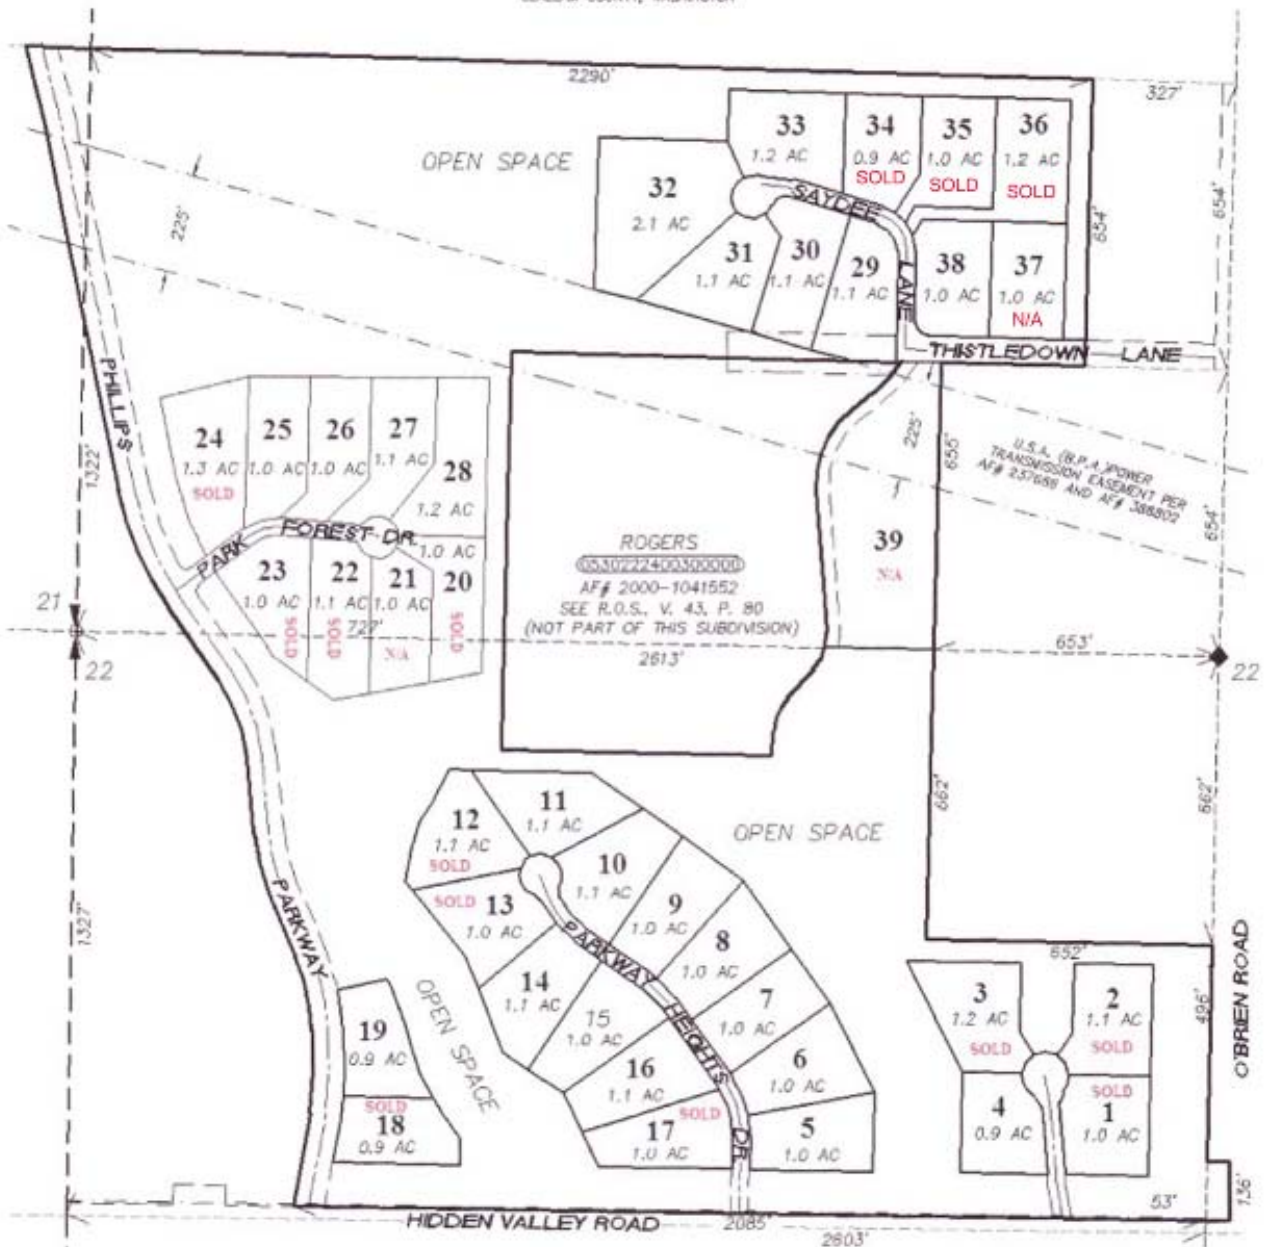 2290'
327'
OPEN SPACE
33
1.2 AC
34
0.9 AC
SOLD
35
1.0 AC
SOLD
36
1.2 AC
SOLD
32
2.1 AC
SAYDEE
LANE
31
1.1 AC
30
1.1 AC
29
1.1 AC
38
1.0 AC
37
1.0 AC
N/A
225'
654'
654'
THISTLEDOWN LANE
PHILLIPS
1322'
24
1.3 AC
SOLD
25
1.0 AC
26
1.0 AC
27
1.1 AC
28
1.2 AC
PARK FOREST DR.
23
1.0 AC
SOLD
22
1.1 AC
SOLD
21
1.0 AC
N/A
1.0 AC
20
SOLD
727'
225'
655'
U.S.A. (B.P.A.) POWER
TRANSMISSION EASEMENT PER
AF# 237686 AND AF# 388802
654'
39
N/A
ROGERS
0530222400300000
AF# 2000-1041552
SEE R.O.S., V. 43, P. 80
(NOT PART OF THIS SUBDIVISION)
2613'
653'
21
22
22
662'
662'
OPEN SPACE
12
1.1 AC
SOLD
11
1.1 AC
10
1.1 AC
9
1.0 AC
8
1.0 AC
7
1.0 AC
6
1.0 AC
5
1.0 AC
SOLD
13
1.0 AC
14
1.1 AC
15
1.0 AC
16
1.1 AC
SOLD
17
1.0 AC
PARKWAY HEIGHTS DR
PARKWAY
1327'
OPEN SPACE
19
0.9 AC
SOLD
18
0.9 AC
652'
3
1.2 AC
SOLD
2
1.1 AC
SOLD
4
0.9 AC
SOLD
1
1.0 AC
496'
O'BRIEN ROAD
136'
53'
HIDDEN VALLEY ROAD
2085'
2603'